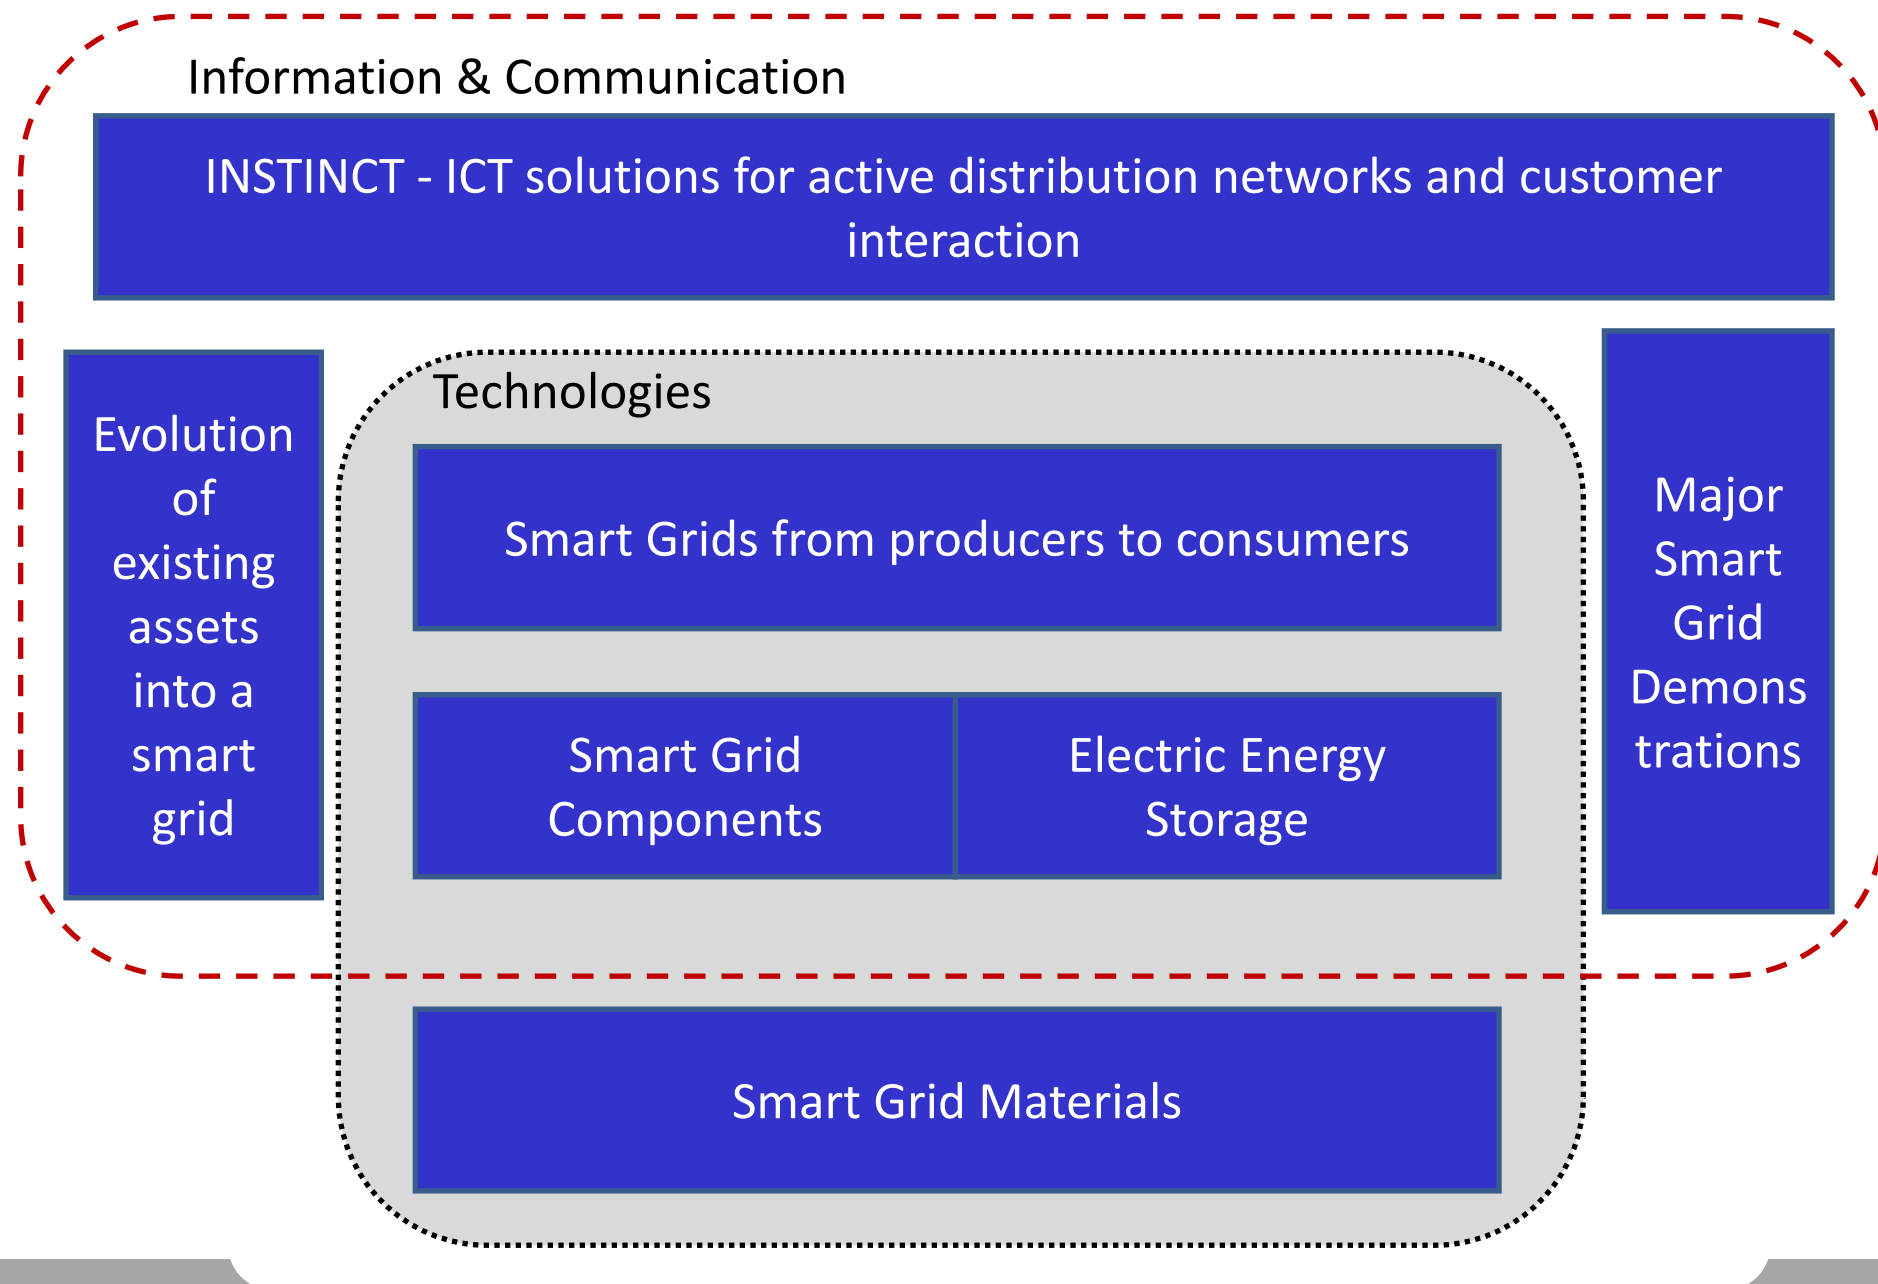 Information & Communication
INSTINCT - ICT solutions for active distribution networks and customer
interaction
Evolution
of
existing
assets
into a
smart
grid
Technologies
Smart Grids from producers to consumers
Smart Grid
Components
Electric Energy
Storage
Smart Grid Materials
Major
Smart
Grid
Demons
trations